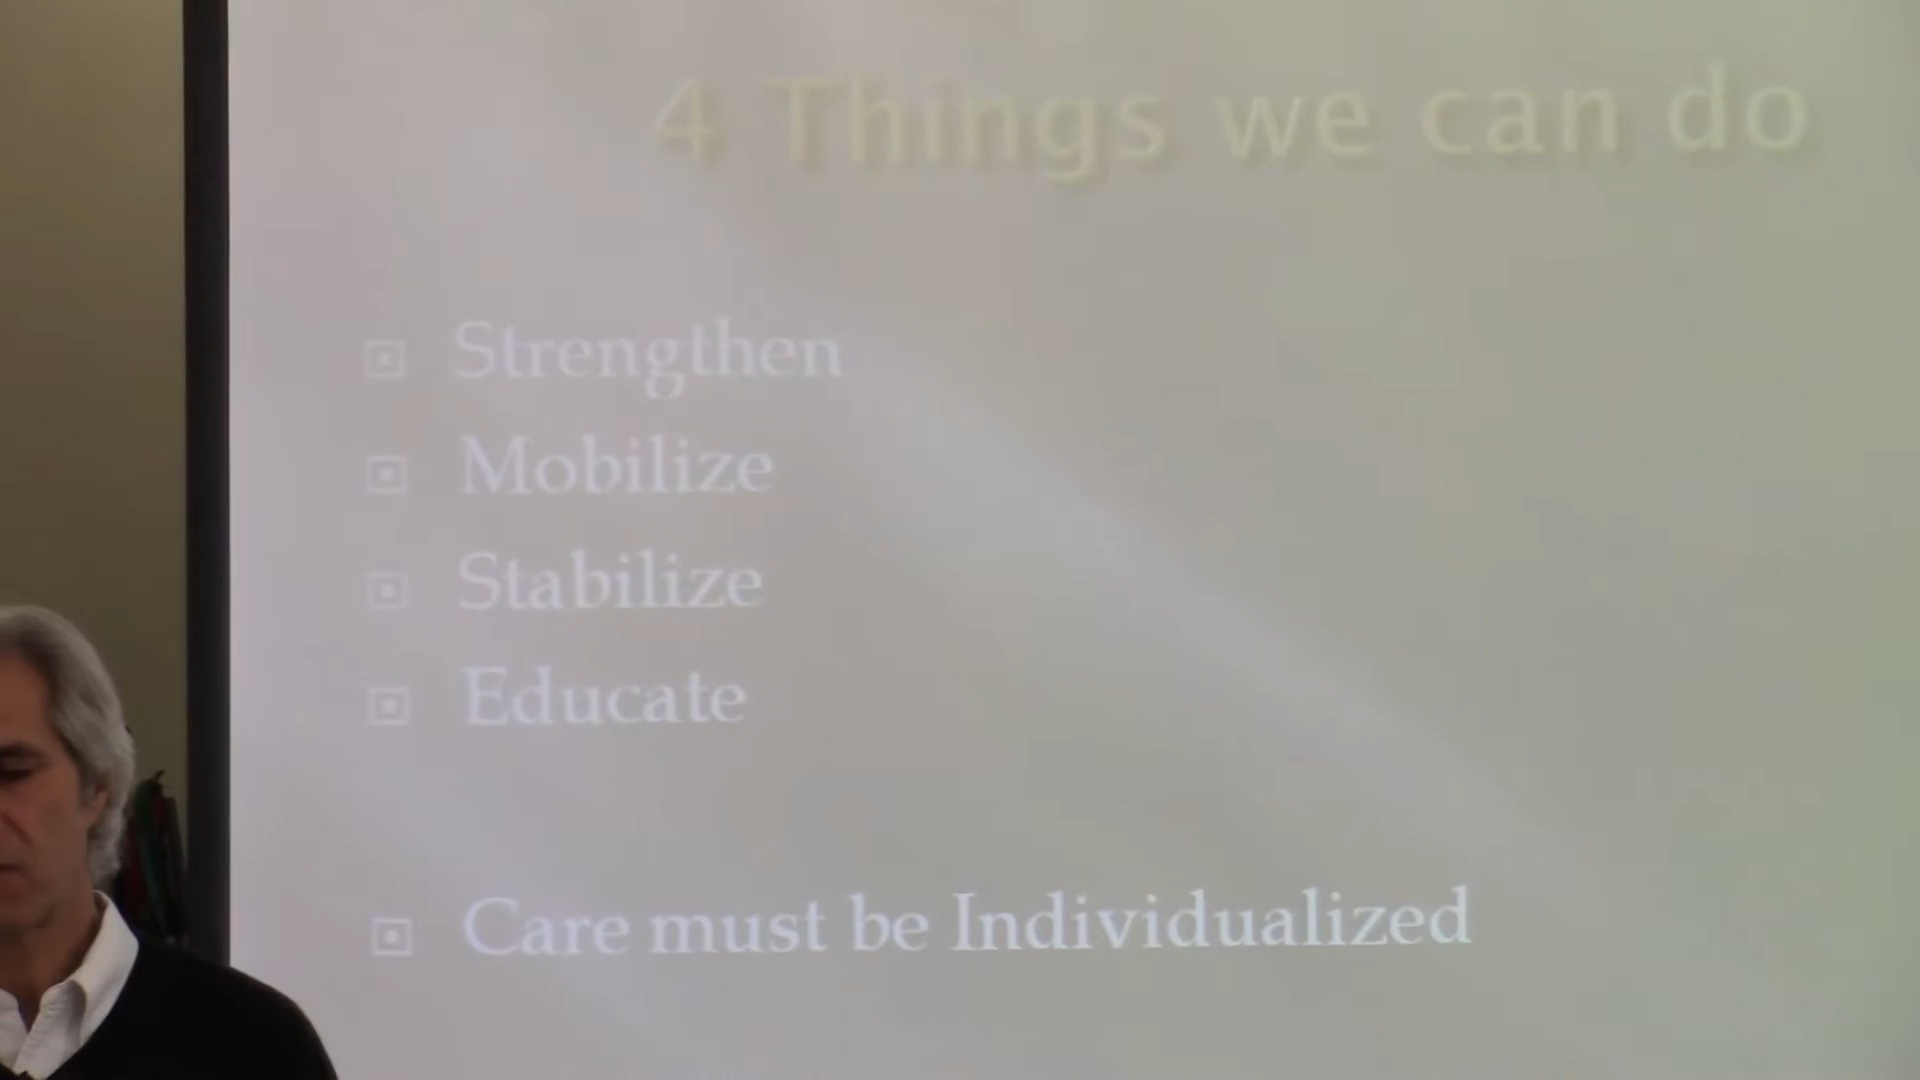 4 Things we can do
Strengthen
Mobilize
Stabilize
Educate
Care must be Individualized